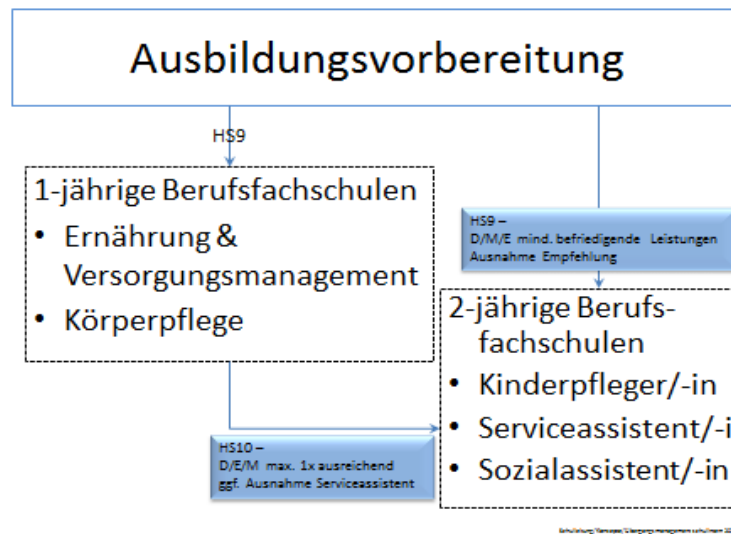 Ausbildungsvorbereitung
HS9
1-jährige Berufsfachschulen
• Ernährung &
Versorgungsmanagement
• Körperpflege
HS9 –
D/M/E mind. befriedigende Leistungen
Ausnahme Empfehlung
2-jährige Berufs-
fachschulen
• Kinderpfleger/-in
• Serviceassistent/-i
• Sozialassistent/-in
HS10 –
D/E/M max. 1x ausreichend
ggf. Ausnahme Serviceassistent